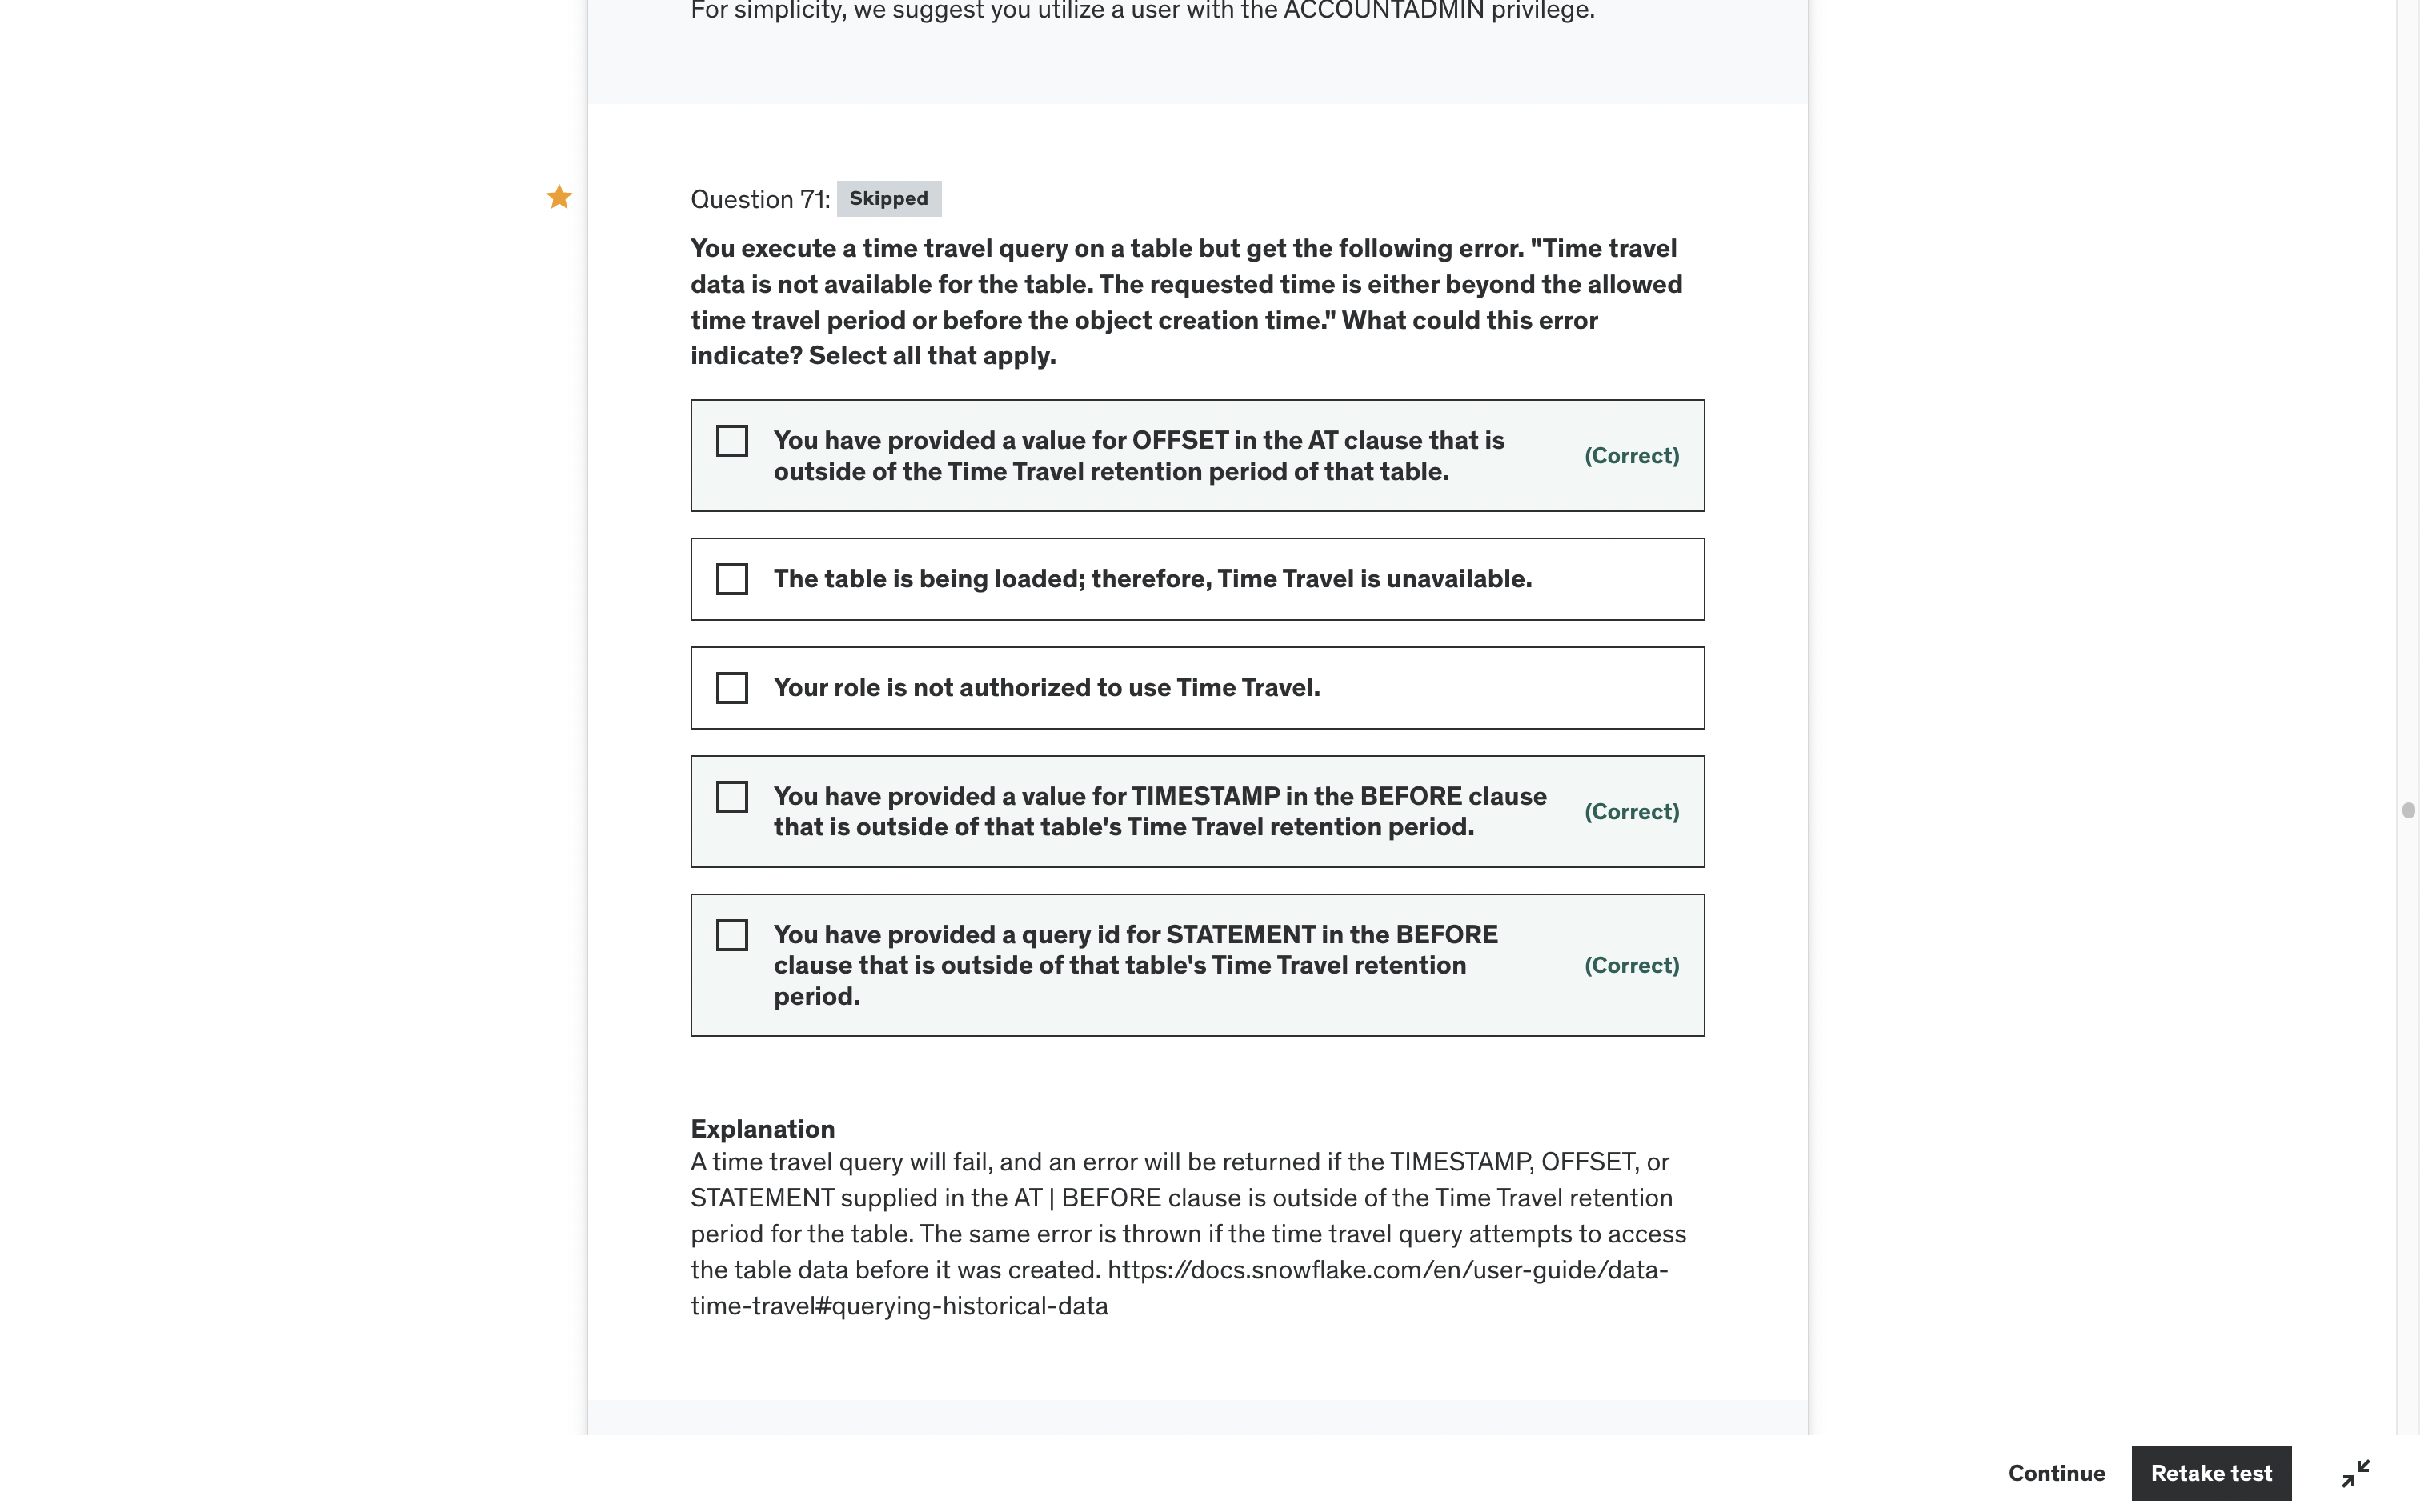 For simplicity, we suggest you utilize a user with the ACCOUNTADMIN privilege.
Question 71: Skipped
You execute a time travel query on a table but get the following error. "Time travel
data is not available for the table. The requested time is either beyond the allowed
time travel period or before the object creation time." What could this error
indicate? Select all that apply.
You have provided a value for OFFSET in the AT clause that is
outside of the Time Travel retention period of that table.
(Correct)
The table is being loaded; therefore, Time Travel is unavailable.
Your role is not authorized to use Time Travel.
You have provided a value for TIMESTAMP in the BEFORE clause
that is outside of that table's Time Travel retention period.
(Correct)
You have provided a query id for STATEMENT in the BEFORE
clause that is outside of that table's Time Travel retention
period.
(Correct)
Explanation
A time travel query will fail, and an error will be returned if the TIMESTAMP, OFFSET, or
STATEMENT supplied in the AT | BEFORE clause is outside of the Time Travel retention
period for the table. The same error is thrown if the time travel query attempts to access
the table data before it was created. https://docs.snowflake.com/en/user-guide/data-
time-travel#querying-historical-data
Continue
Retake test